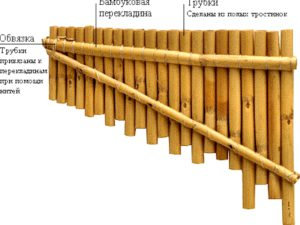 Бамбуковая
перекладина
Трубки
Сделаны из полых тростинок
Обвязка
Трубки
привязаны к
перекладинам
при помощи
нитей